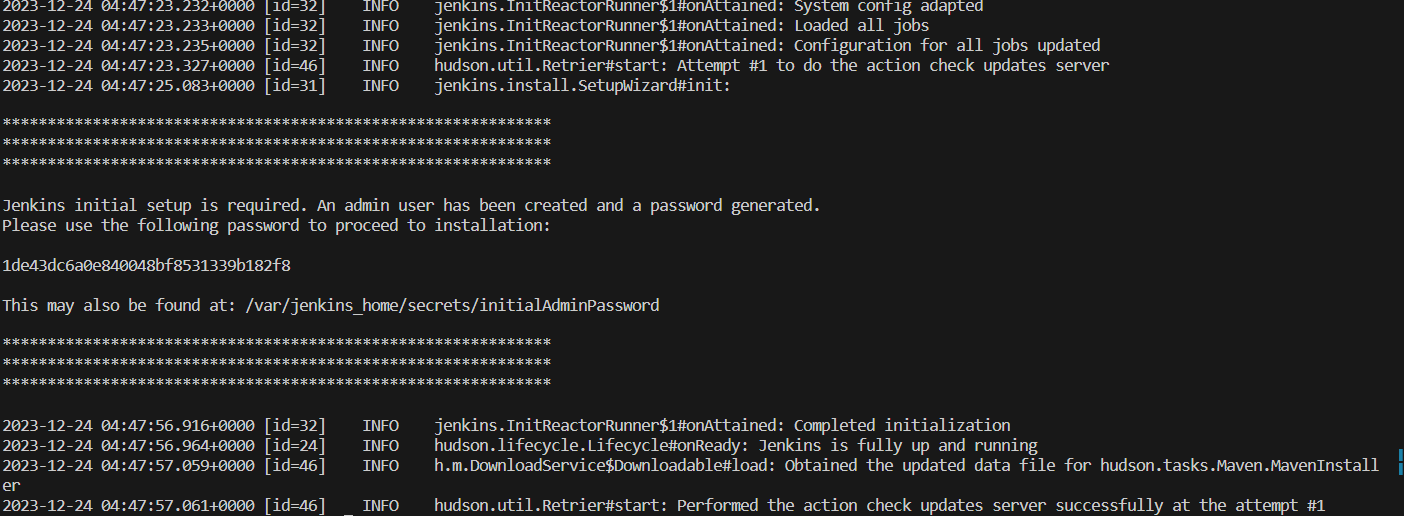 2023-12-24 04:47:23.232+0000 [id=32] INFO jenkins.InitReactorRunner$1#onAttained: System config adapted
2023-12-24 04:47:23.233+0000 [id=32] INFO jenkins.InitReactorRunner$1#onAttained: Loaded all jobs
2023-12-24 04:47:23.235+0000 [id=32] INFO jenkins.InitReactorRunner$1#onAttained: Configuration for all jobs updated
2023-12-24 04:47:23.327+0000 [id=46] INFO hudson.util.Retrier#start: Attempt #1 to do the action check updates server
2023-12-24 04:47:25.083+0000 [id=31] INFO jenkins.install.SetupWizard#init:
*************************************************************
*************************************************************
*************************************************************
Jenkins initial setup is required. An admin user has been created and a password generated.
Please use the following password to proceed to installation:
1de43dc6a0e840048bf8531339b182f8
This may also be found at: /var/jenkins_home/secrets/initialAdminPassword
*************************************************************
*************************************************************
*************************************************************
2023-12-24 04:47:56.916+0000 [id=32] INFO jenkins.InitReactorRunner$1#onAttained: Completed initialization
2023-12-24 04:47:56.964+0000 [id=24] INFO hudson.lifecycle.Lifecycle#onReady: Jenkins is fully up and running
2023-12-24 04:47:57.059+0000 [id=46] INFO h.m.DownloadService$Downloadable#load: Obtained the updated data file for hudson.tasks.Maven.MavenInstall
er
2023-12-24 04:47:57.061+0000 [id=46] _ INFO hudson.util.Retrier#start: Performed the action check updates server successfully at the attempt #1